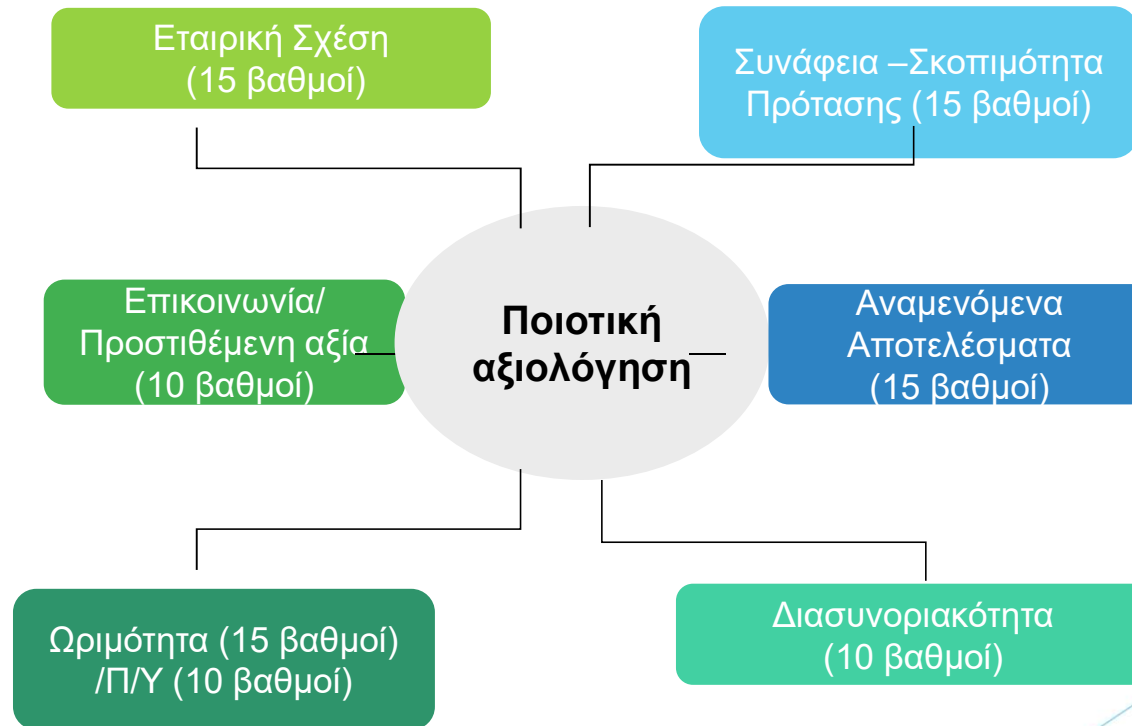 Εταιρική Σχέση
(15 βαθμοί)
Συνάφεια –Σκοπιμότητα
Πρότασης (15 βαθμοί)
Επικοινωνία/
Προστιθέμενη αξία
(10 βαθμοί)
Ποιοτική
αξιολόγηση
Αναμενόμενα
Αποτελέσματα
(15 βαθμοί)
Ωριμότητα (15 βαθμοί)
/Π/Υ (10 βαθμοί)
Διασυνοριακότητα
(10 βαθμοί)